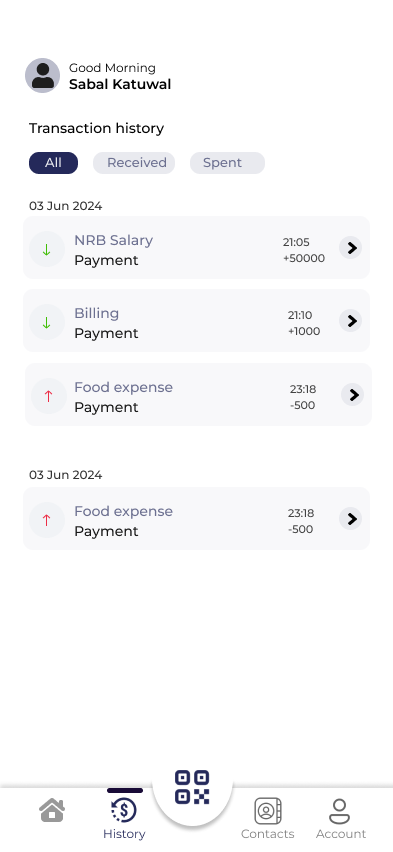 Good Morning
Sabal Katuwal
Transaction history
All Received Spent
03 Jun 2024
NRB Salary
Payment
21:05
+50000
Billing
Payment
21:10
+1000
Food expense
Payment
23:18
-500
03 Jun 2024
Food expense
Payment
23:18
-500
History Contacts Account